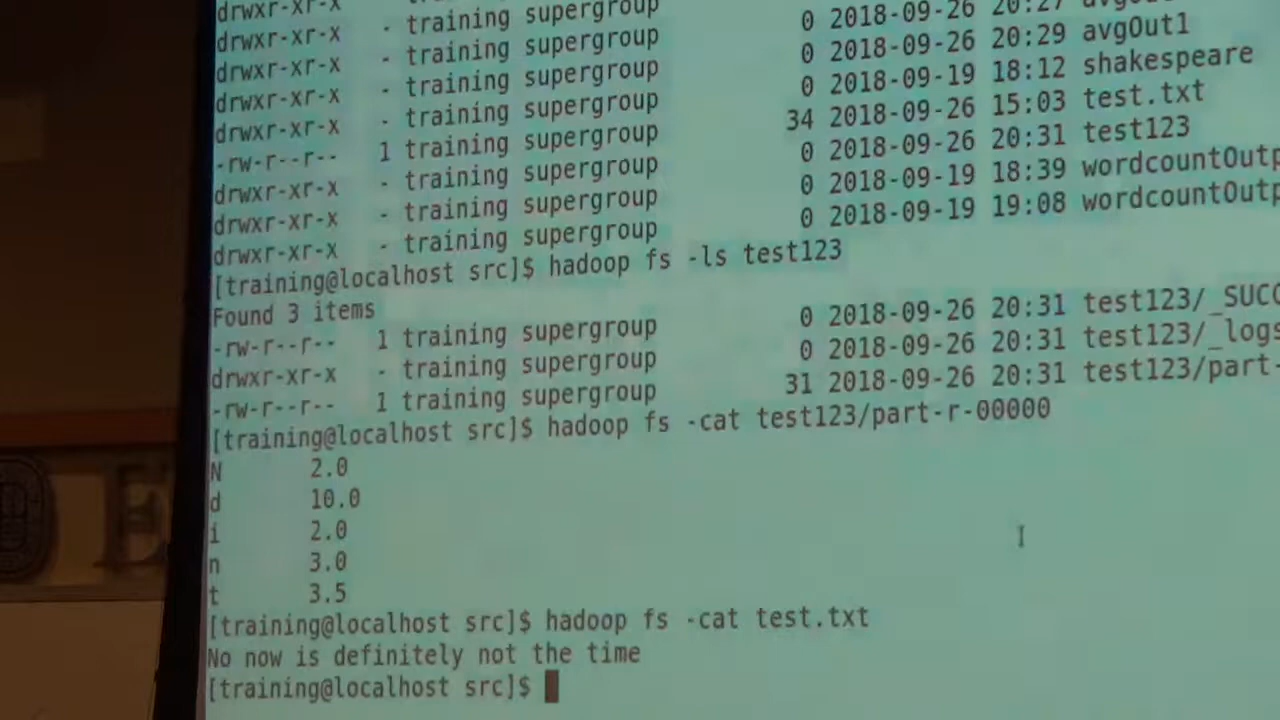 drwxr-xr-x - training supergroup 0 2018-09-26 20:27
drwxr-xr-x - training supergroup 0 2018-09-26 20:29 avgOut1
drwxr-xr-x - training supergroup 0 2018-09-19 18:12 shakespeare
-rw-r--r-- 1 training supergroup 34 2018-09-26 15:03 test.txt
drwxr-xr-x - training supergroup 0 2018-09-26 20:31 test123
drwxr-xr-x - training supergroup 0 2018-09-19 18:39 wordcountOutp
drwxr-xr-x - training supergroup 0 2018-09-19 19:08 wordcountOutp
[training@localhost src]$ hadoop fs -ls test123
Found 3 items
-rw-r--r-- 1 training supergroup 0 2018-09-26 20:31 test123/_SUCC
drwxr-xr-x - training supergroup 0 2018-09-26 20:31 test123/_logs
-rw-r--r-- 1 training supergroup 31 2018-09-26 20:31 test123/part-
[training@localhost src]$ hadoop fs -cat test123/part-r-00000
N 2.0
d 10.0
i 2.0
n 3.0
t 3.5
[training@localhost src]$ hadoop fs -cat test.txt
No now is definitely not the time
[training@localhost src]$